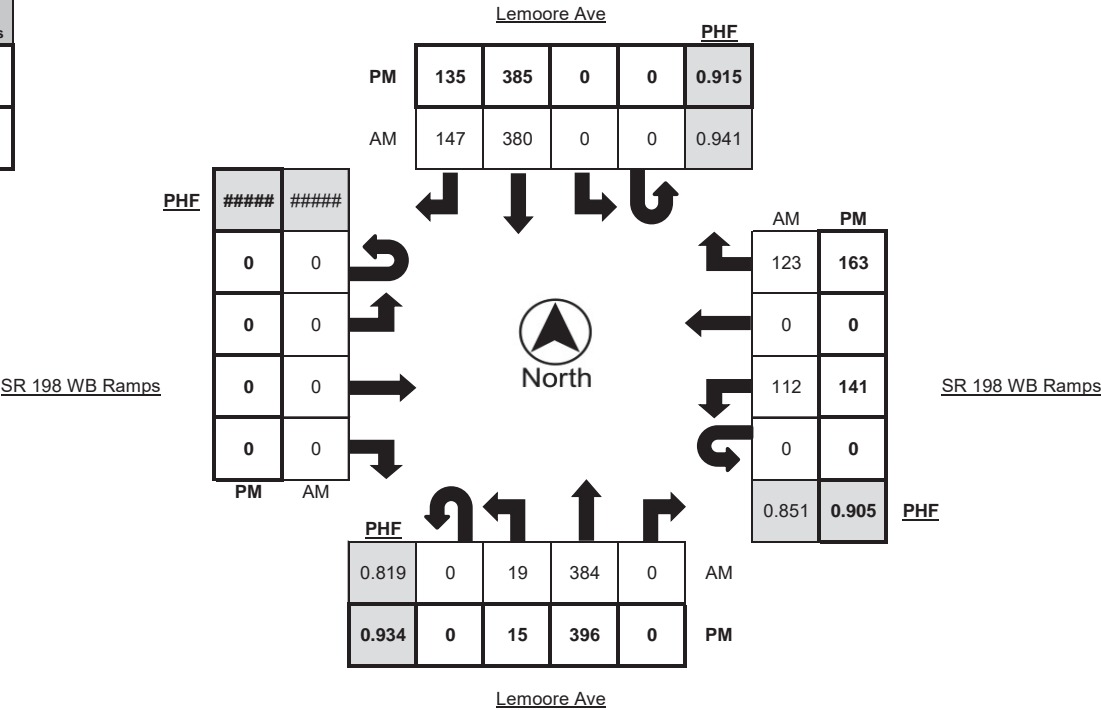 Lemoore Ave
PHF
s
PM 135 385 0 0 0.915
AM 147 380 0 0 0.941
PHF ##### #####
AM PM
0 0
123 163
0 0
0 0
North
SR 198 WB Ramps
0 0
112 141
SR 198 WB Ramps
0 0
0 0
PM AM
0.851 0.905 PHF
PHF
0.819 0 19 384 0 AM
0.934 0 15 396 0 PM
Lemoore Ave